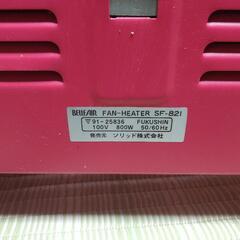 BELLEAIR FAN-HEATER SF-821
▽91-25836 FUKUSHIN
100V 800W 50/60Hz
発売元 ソリッド株式会社